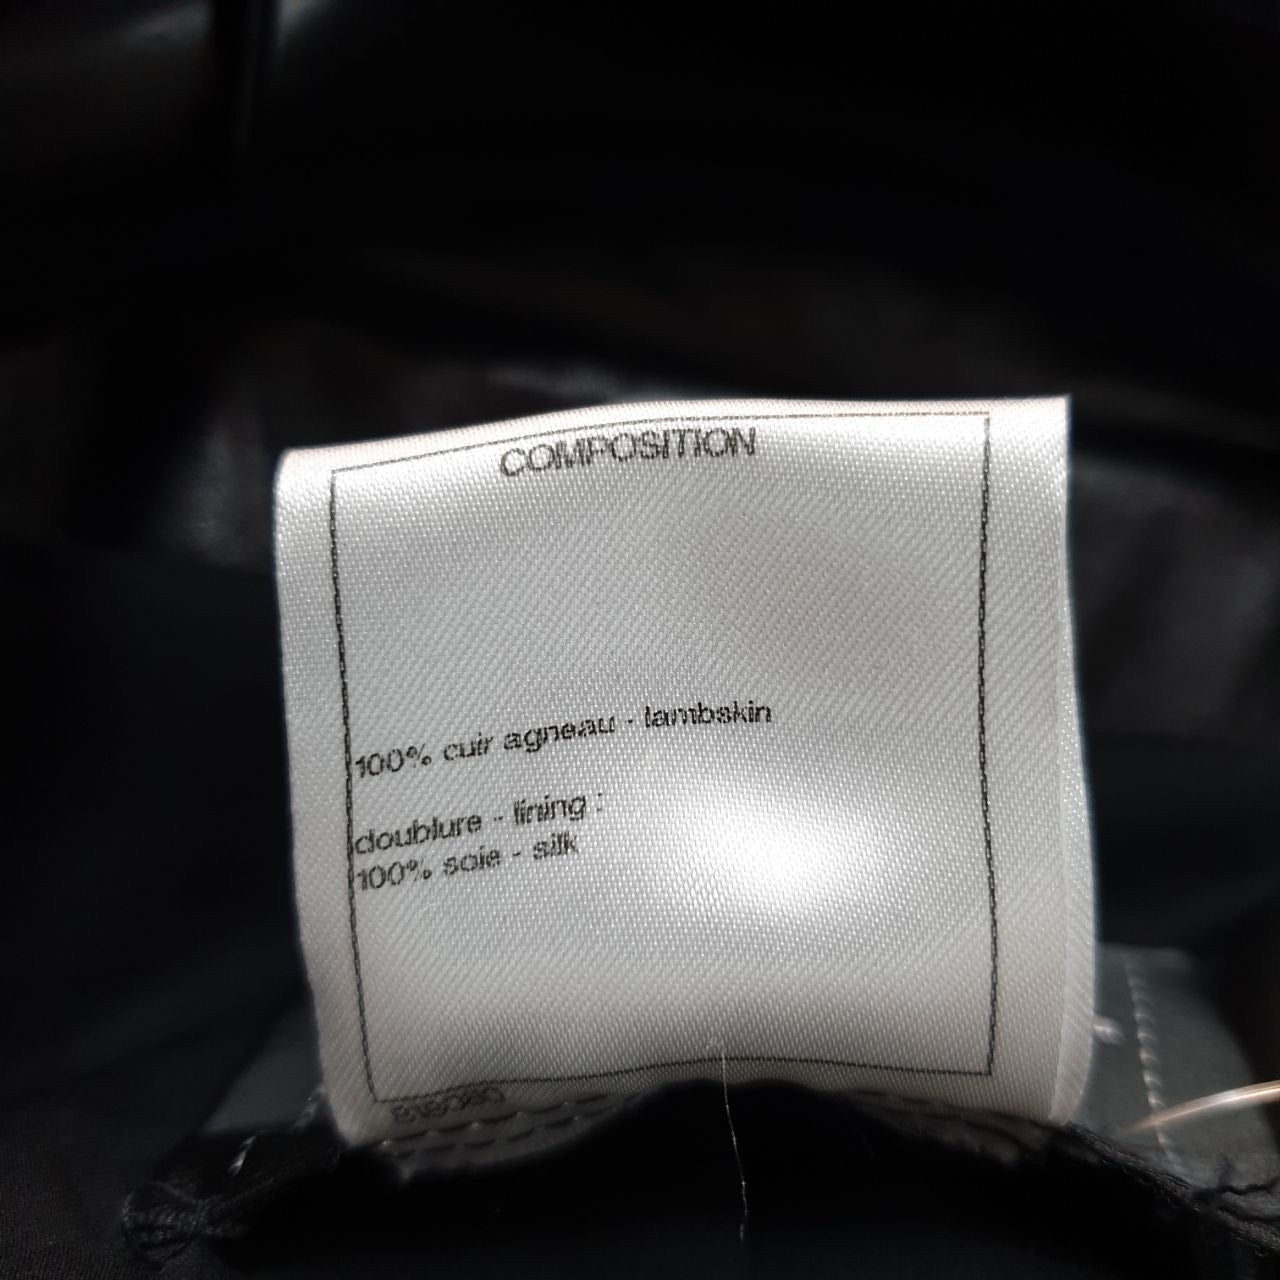 COMPOSITION
100% cuir agneau - lambskin
doublure - lining :
100% soie - silk